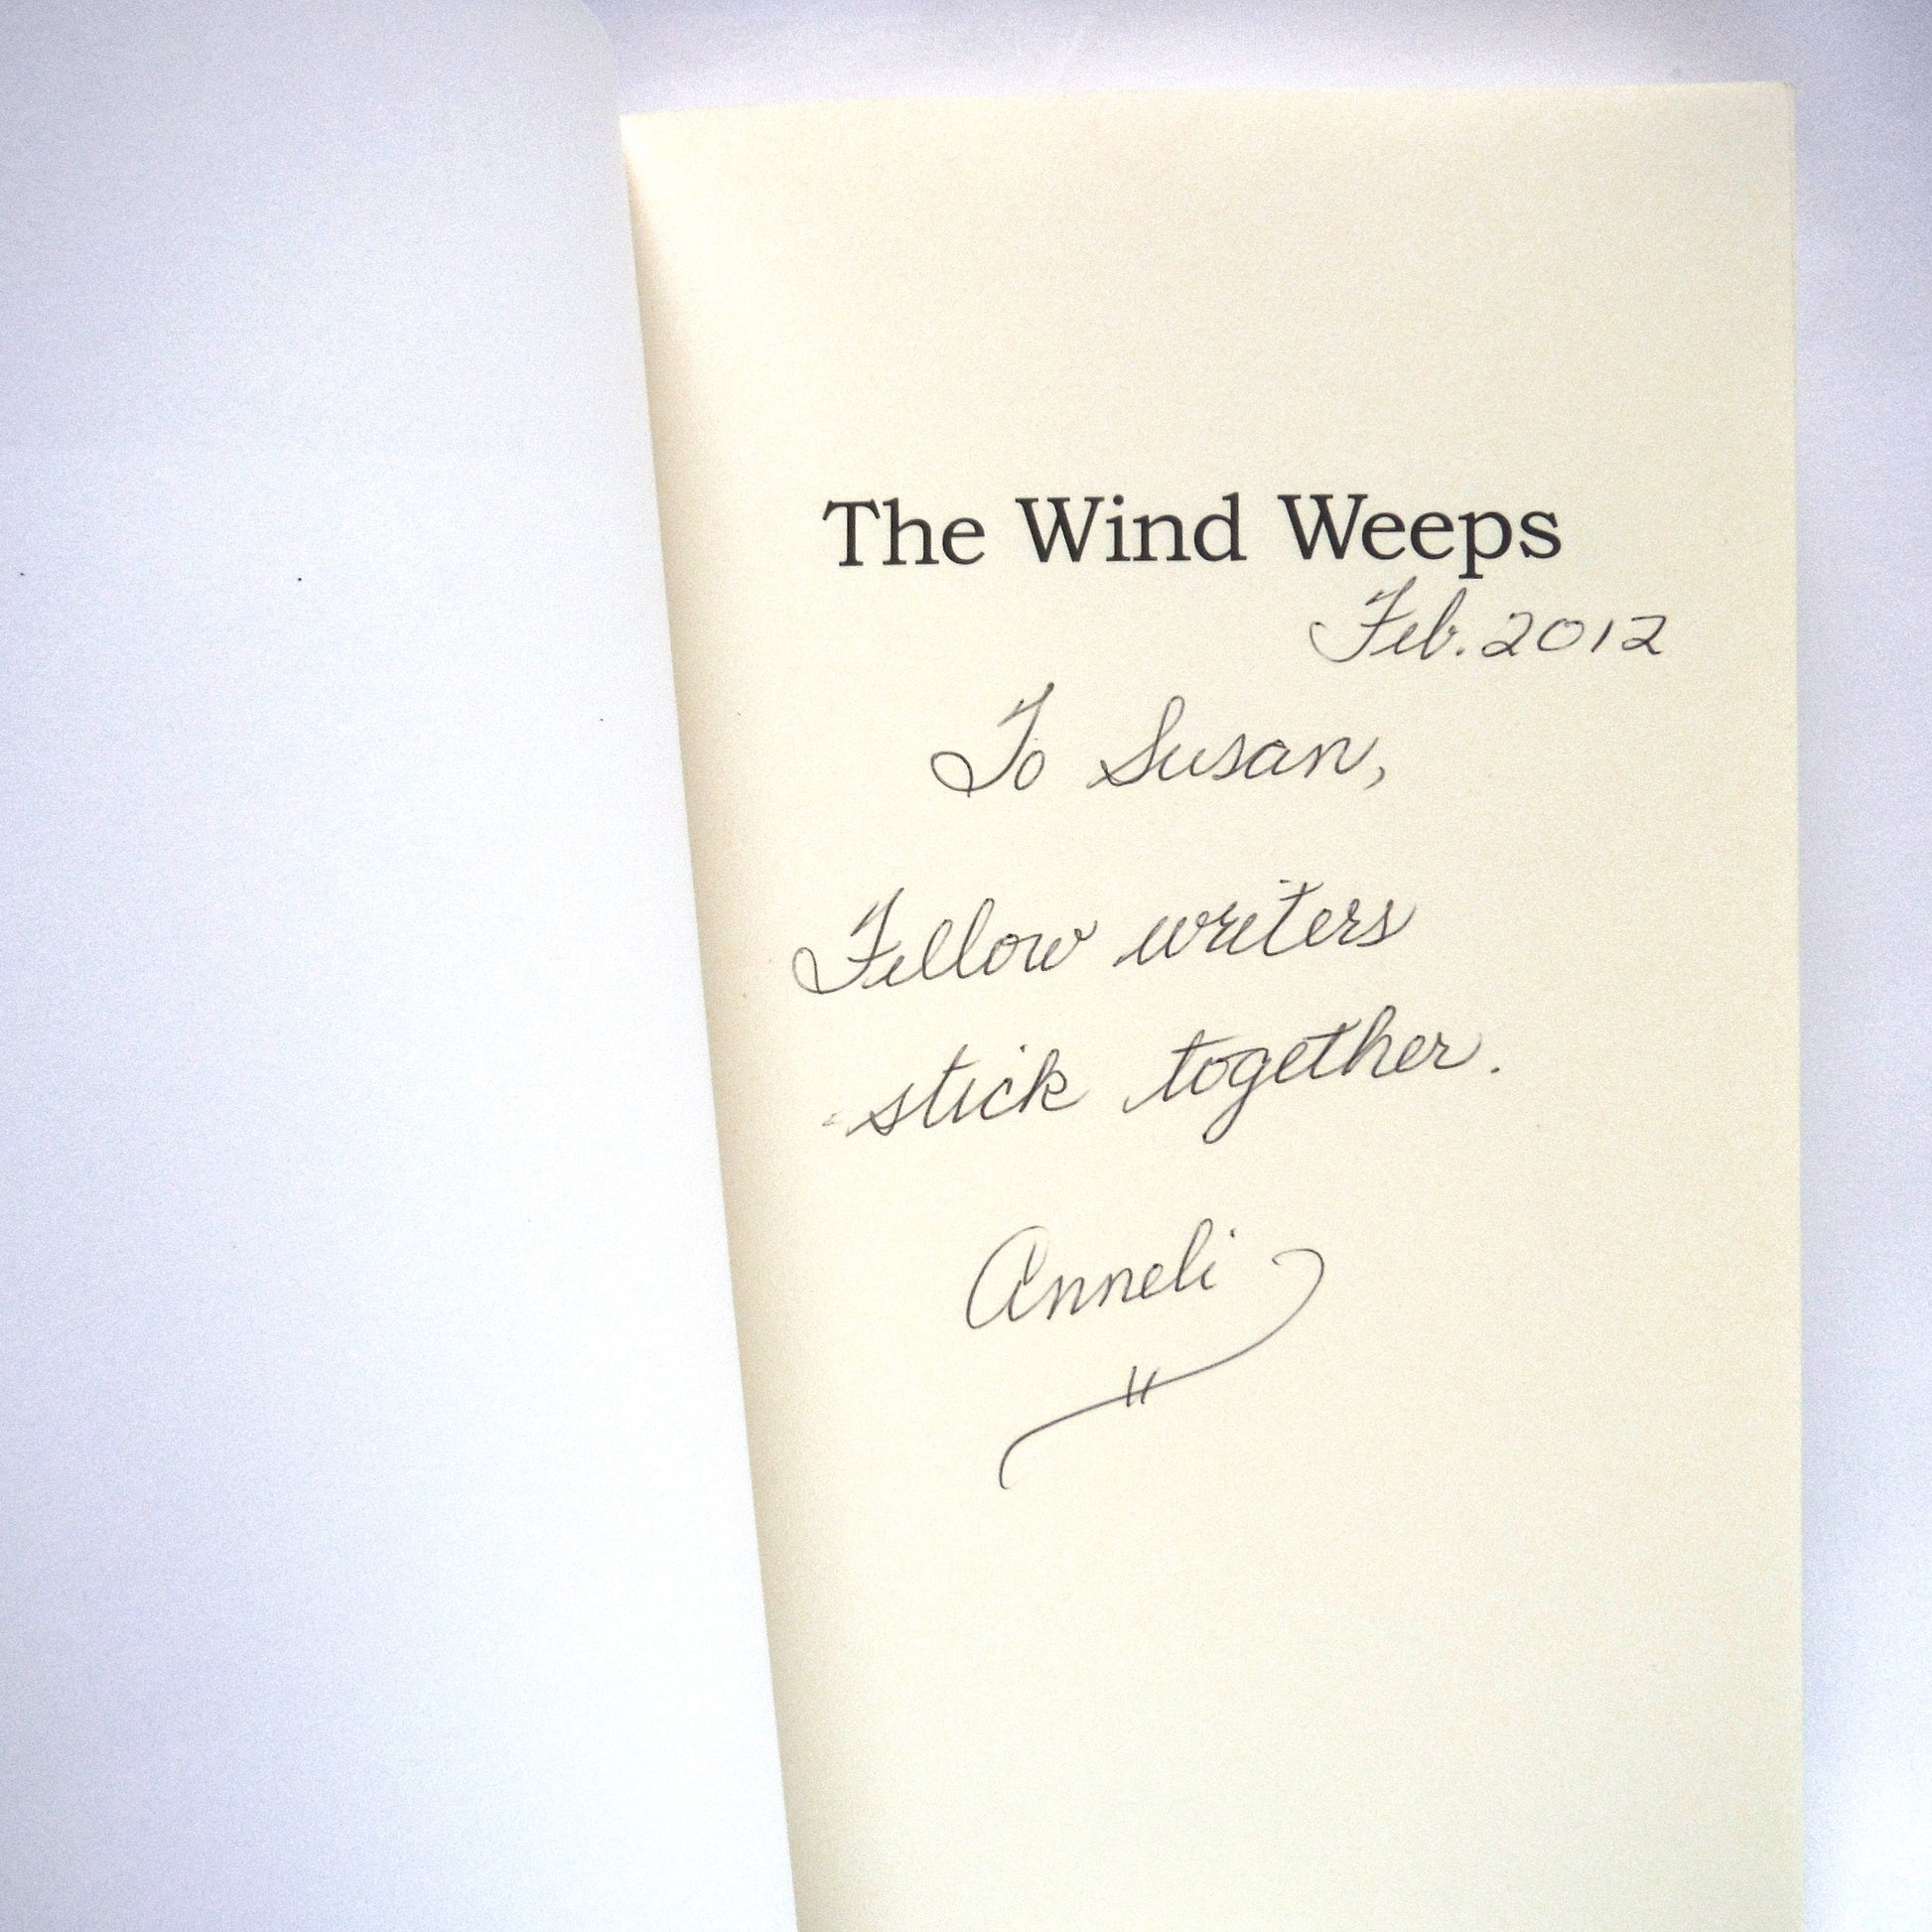 The Wind Weeps
Feb. 2012
To Susan,
Fellow writers
stick together.
Anneli